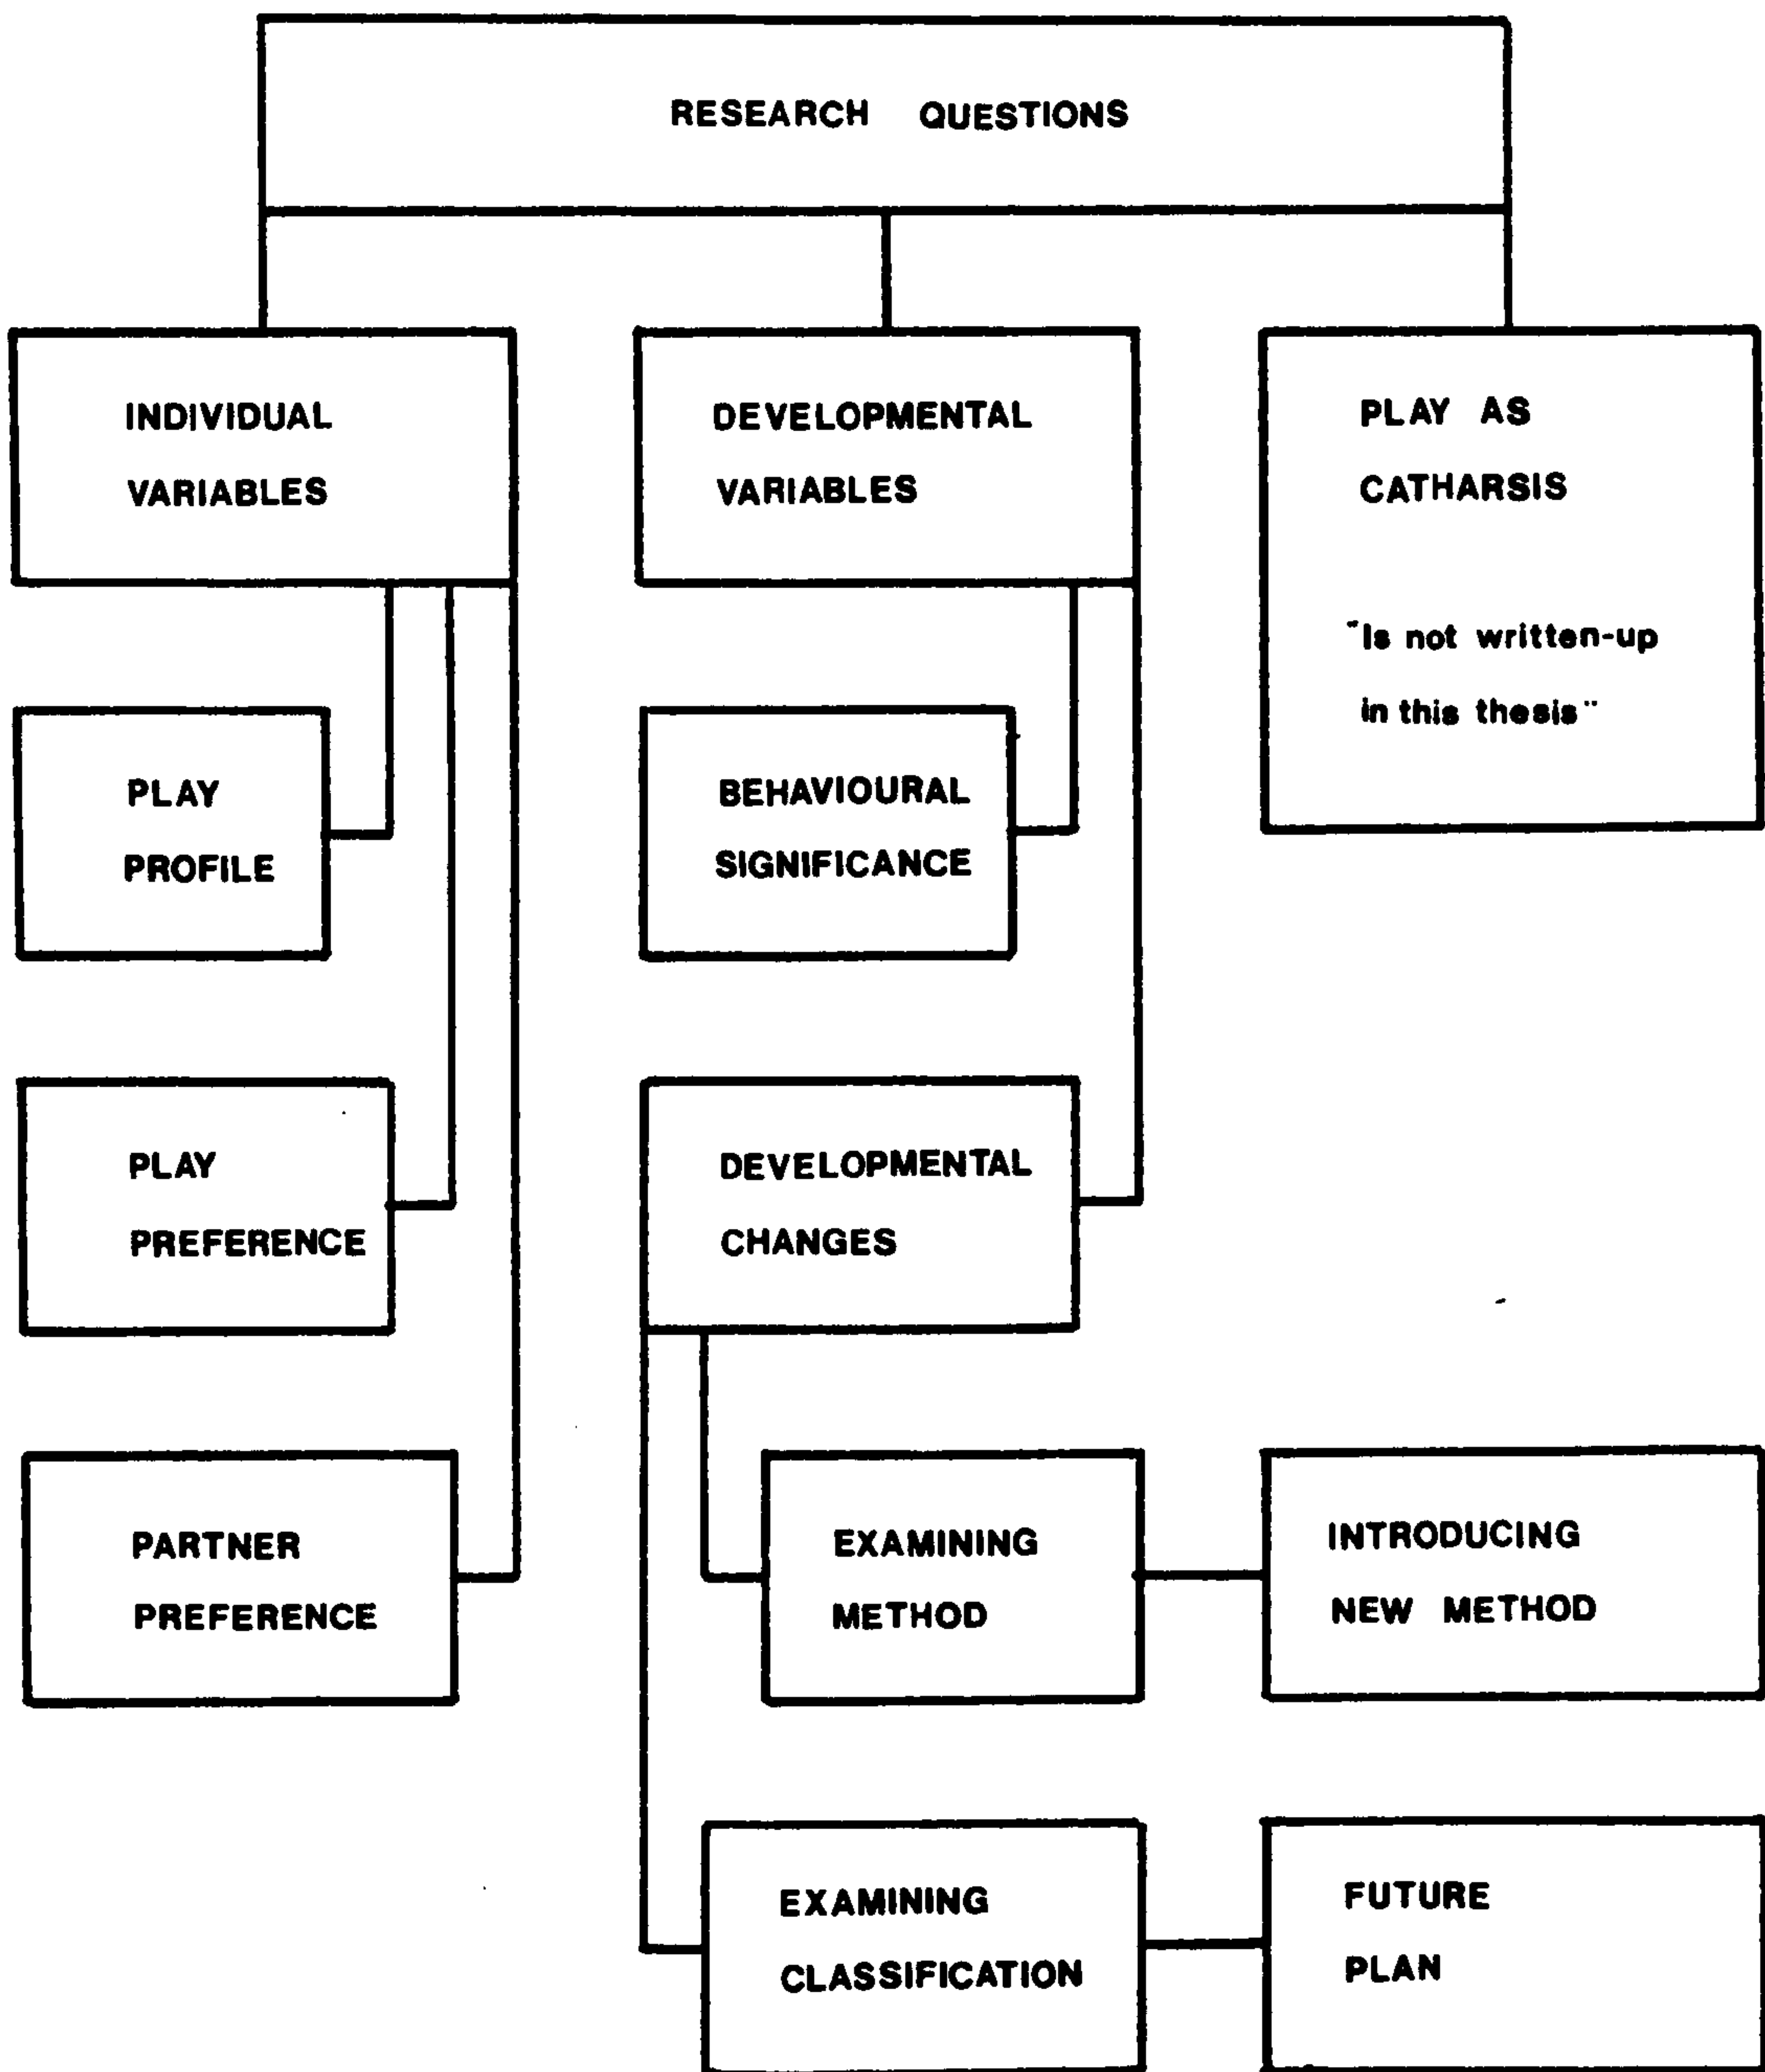 RESEARCH QUESTIONS
INDIVIDUAL
VARIABLES
DEVELOPMENTAL
VARIABLES
PLAY AS
CATHARSIS
"Is not written-up
in this thesis"
PLAY
PROFILE
BEHAVIOURAL
SIGNIFICANCE
PLAY
PREFERENCE
DEVELOPMENTAL
CHANGES
PARTNER
PREFERENCE
EXAMINING
METHOD
INTRODUCING
NEW METHOD
EXAMINING
CLASSIFICATION
FUTURE
PLAN